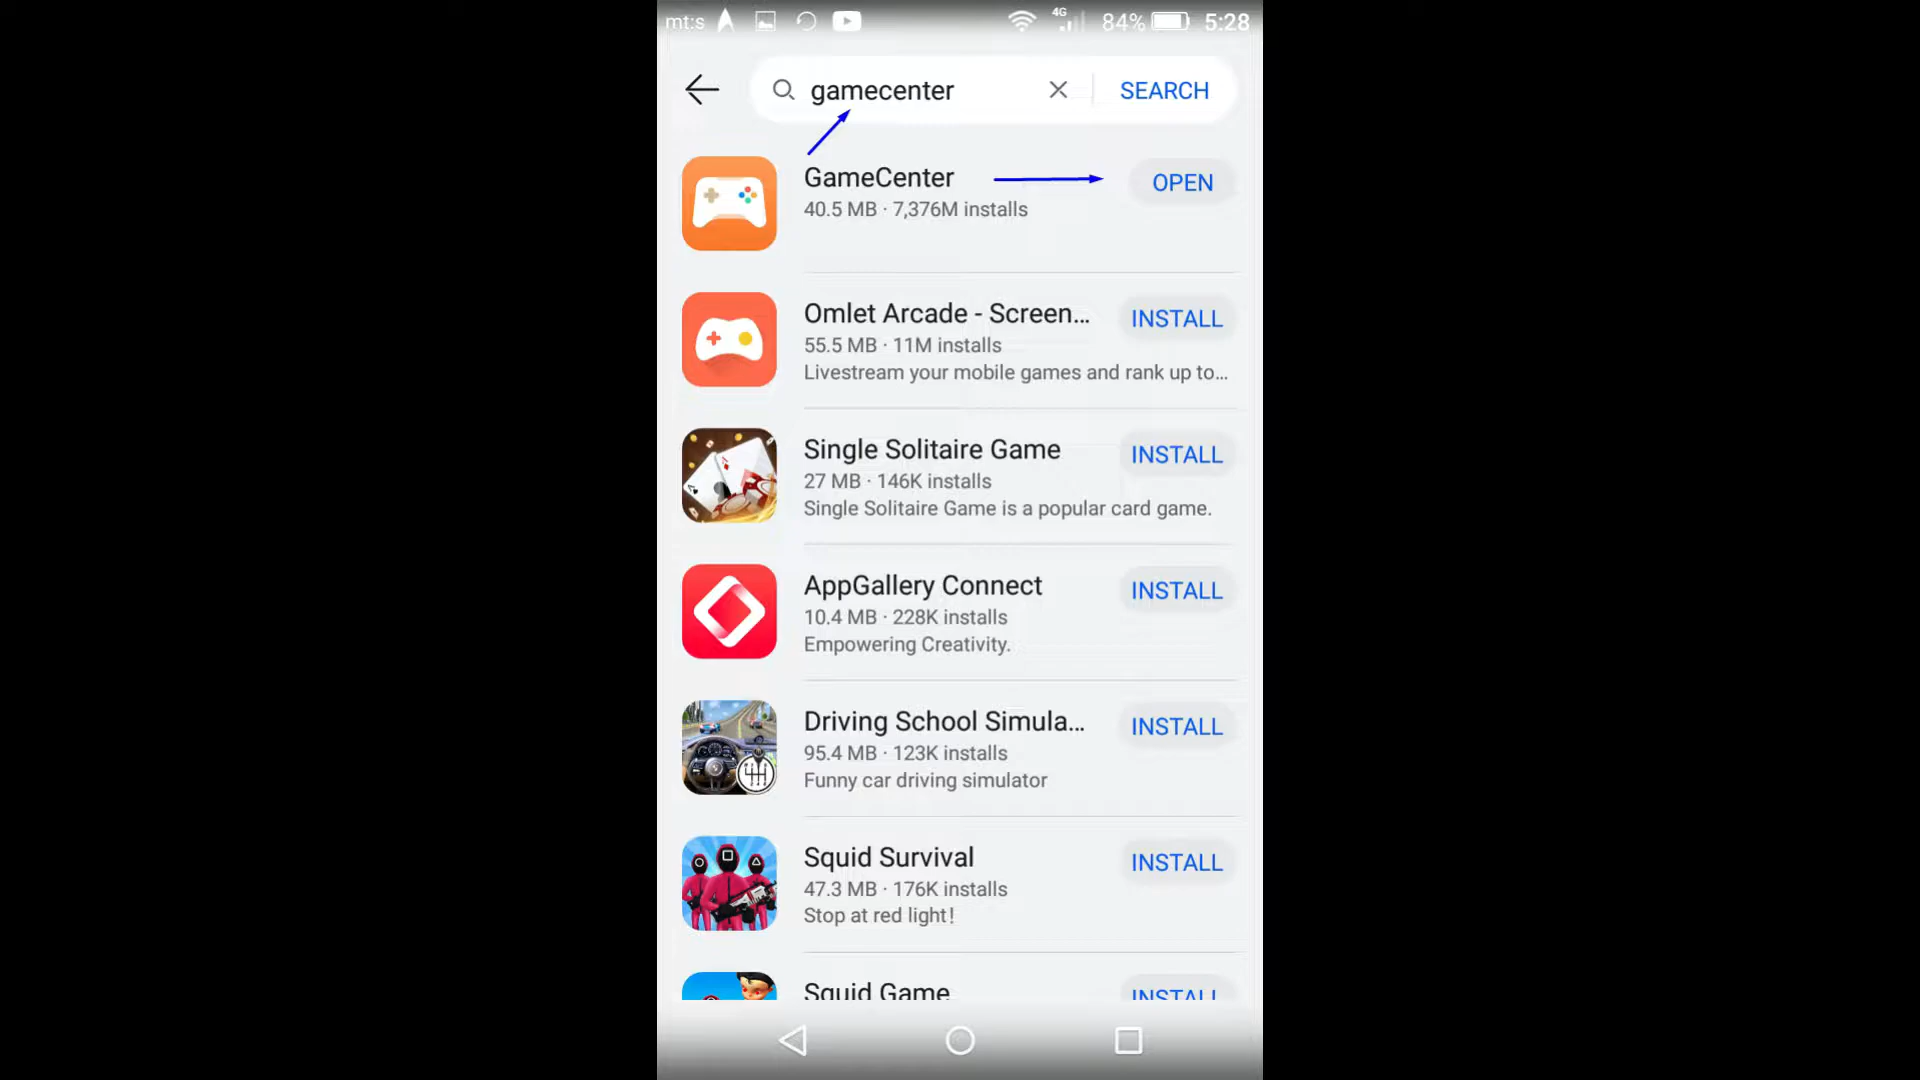 mt:s 4G 84% 5:28
gamecenter SEARCH
GameCenter OPEN
40.5 MB · 7,376M installs
Omlet Arcade - Screen... INSTALL
55.5 MB · 11M installs
Livestream your mobile games and rank up to...
Single Solitaire Game INSTALL
27 MB · 146K installs
Single Solitaire Game is a popular card game.
AppGallery Connect INSTALL
10.4 MB · 228K installs
Empowering Creativity.
Driving School Simula... INSTALL
95.4 MB · 123K installs
Funny car driving simulator
Squid Survival INSTALL
47.3 MB · 176K installs
Stop at red light!
Squid Game INSTALL